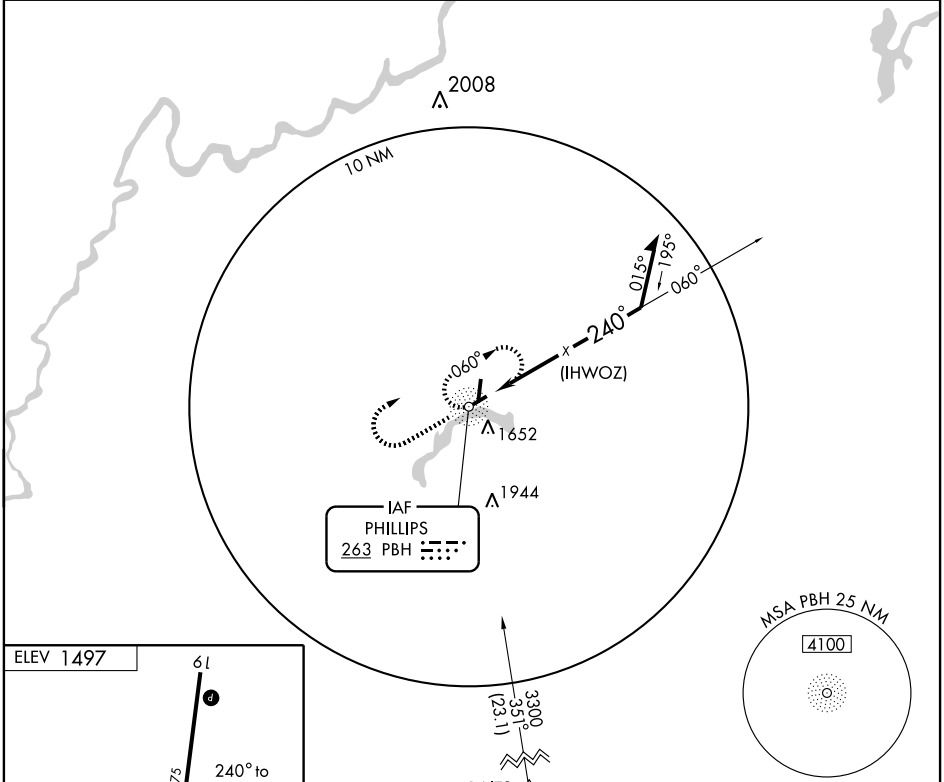 2008
10 NM
015°
195°
060°
240°
(IHWOZ)
060°
1652
1944
IAF
PHILLIPS
263 PBH
MSA PBH 25 NM
4100
ELEV 1497
19
P
3300
351°
(23.1)
75
240° to